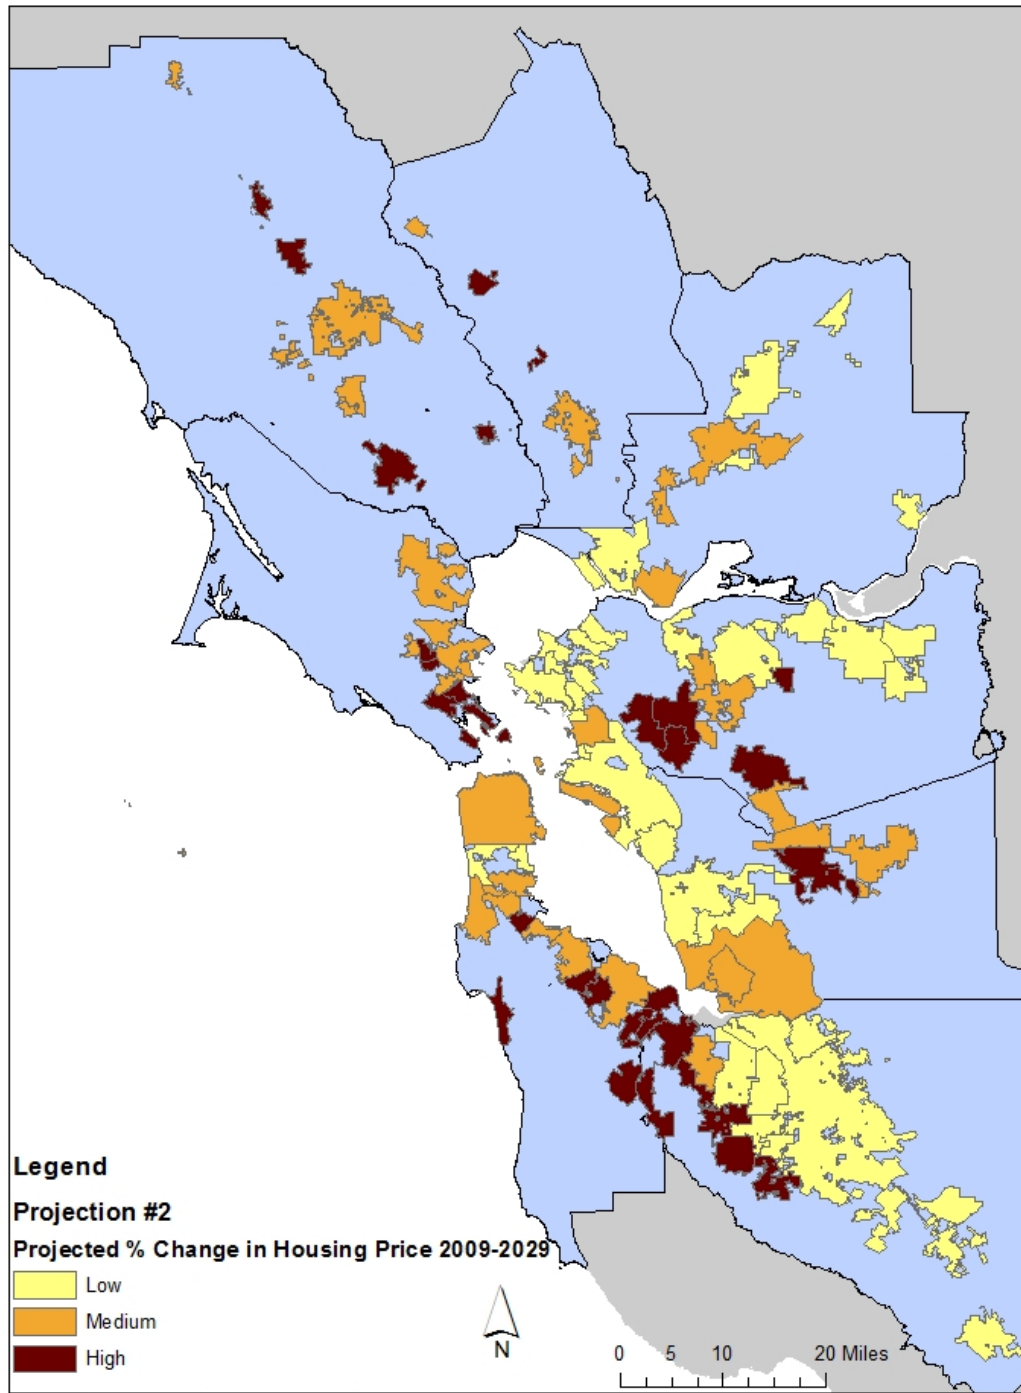 Legend
Projection #2
Projected % Change in Housing Price 2009-2029
Low
Medium
High
N
0 5 10 20 Miles